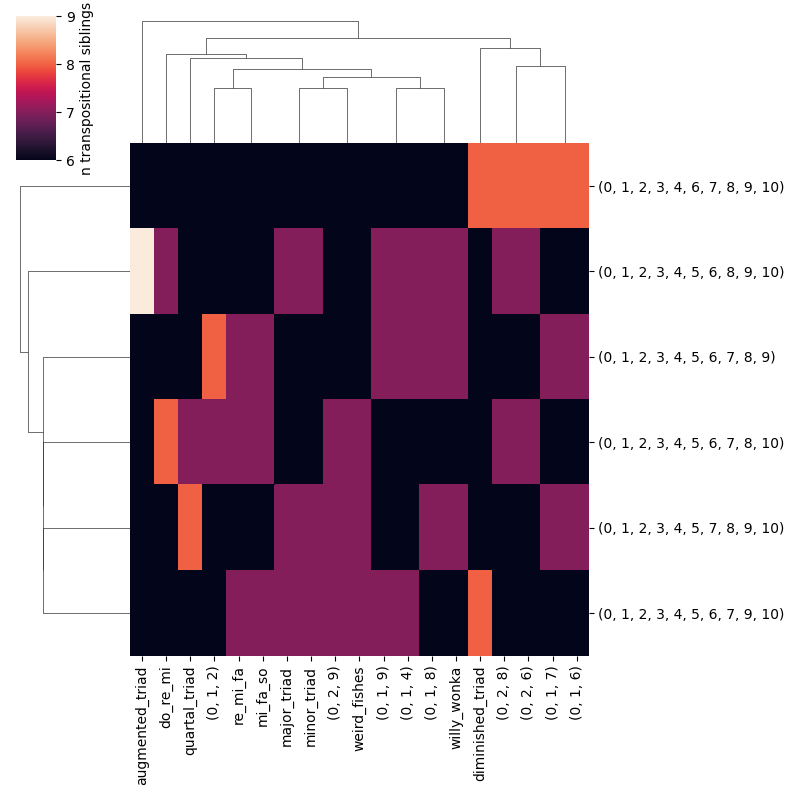 9
8
7
6
n transpositional siblings
(0, 1, 2, 3, 4, 6, 7, 8, 9, 10)
(0, 1, 2, 3, 4, 5, 6, 8, 9, 10)
(0, 1, 2, 3, 4, 5, 6, 7, 8, 9)
(0, 1, 2, 3, 4, 5, 6, 7, 8, 10)
(0, 1, 2, 3, 4, 5, 7, 8, 9, 10)
(0, 1, 2, 3, 4, 5, 6, 7, 9, 10)
augmented_triad
do_re_mi
quartal_triad
(0, 1, 2)
re_mi_fa
mi_fa_so
major_triad
minor_triad
(0, 2, 9)
weird_fishes
(0, 1, 9)
(0, 1, 4)
(0, 1, 8)
willy_wonka
diminished_triad
(0, 2, 8)
(0, 2, 6)
(0, 1, 7)
(0, 1, 6)